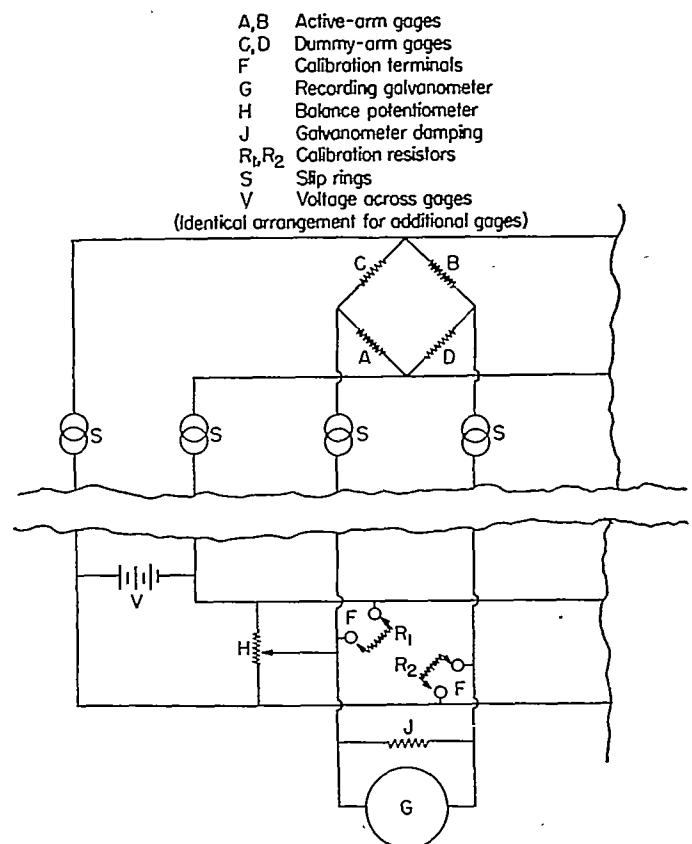 A,B Active-arm gages
C,D Dummy-arm gages
F Calibration terminals
G Recording galvanometer
H Balance potentiometer
J Galvanometer damping
R1,R2 Calibration resistors
S Slip rings
V Voltage across gages
(Identical arrangement for additional gages)
C B
A D
S S S S
V
F
R1
H
R2
F
J
G